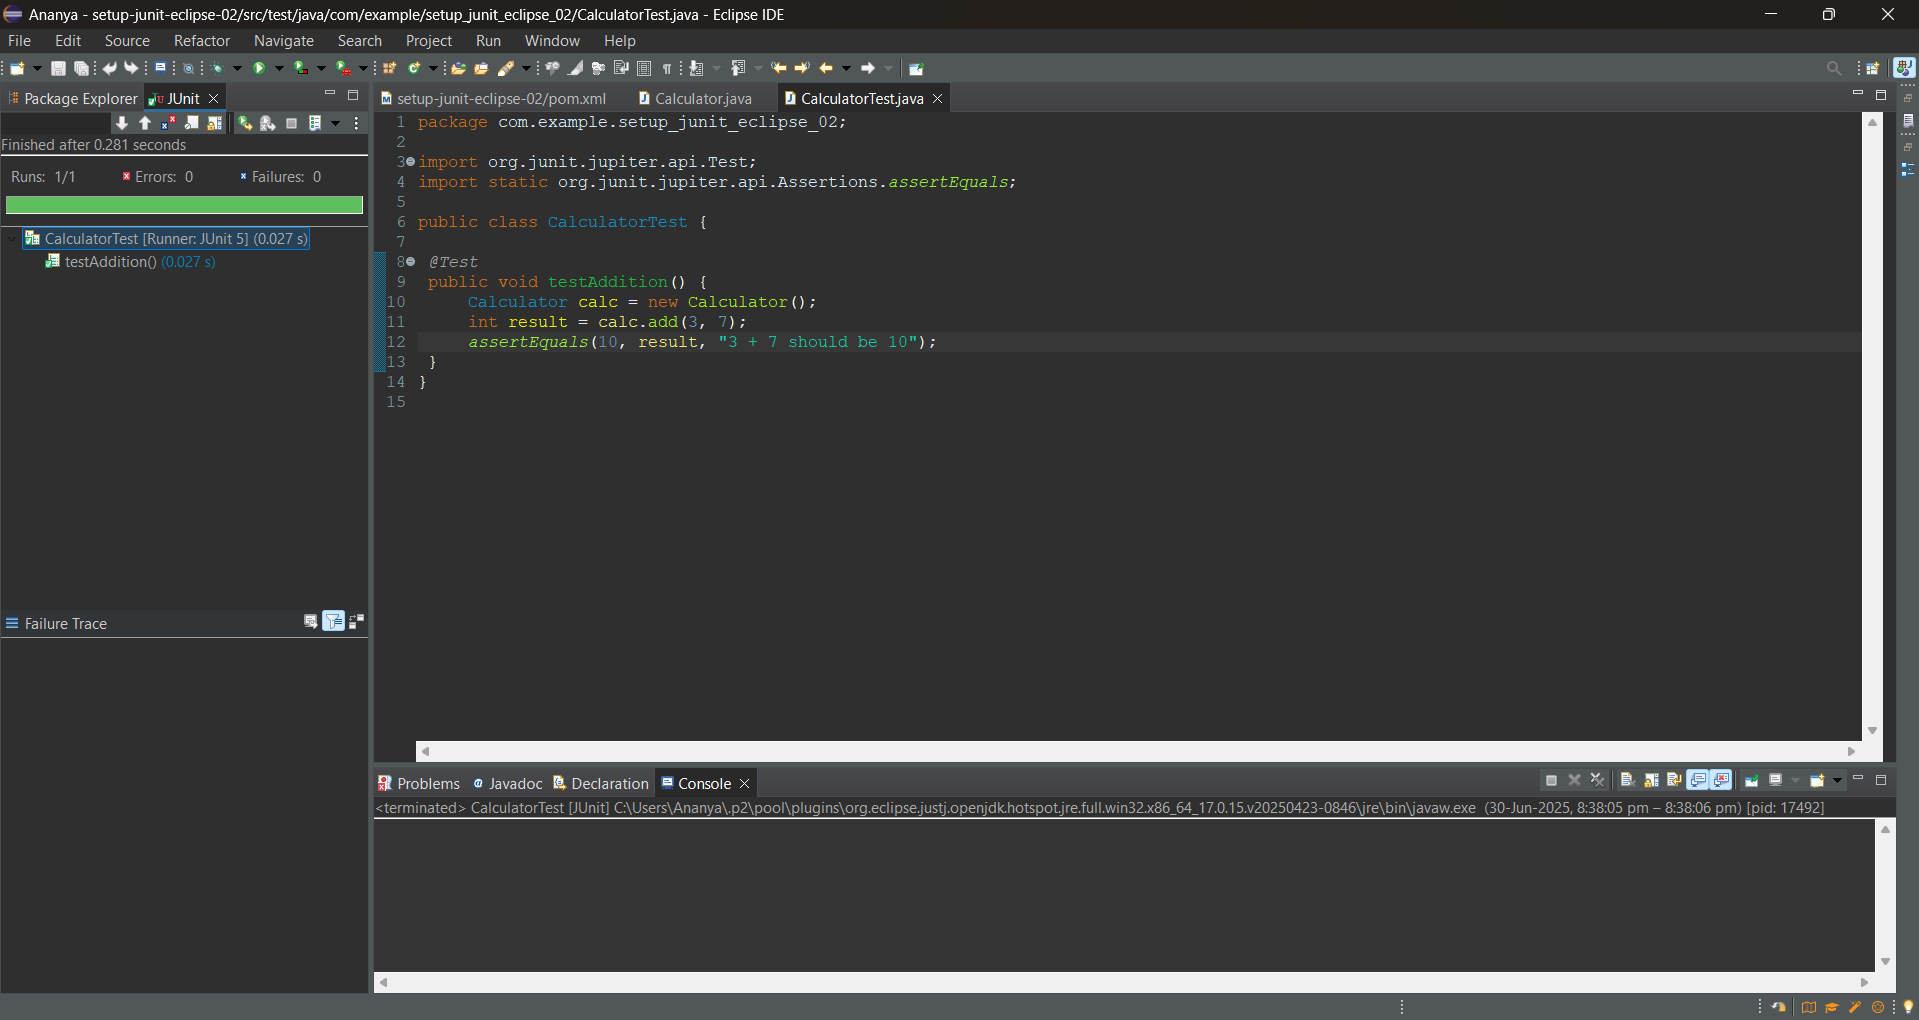 Ananya - setup-junit-eclipse-02/src/test/java/com/example/setup_junit_eclipse_02/CalculatorTest.java - Eclipse IDE
File Edit Source Refactor Navigate Search Project Run Window Help
Package Explorer JUnit
Finished after 0.281 seconds
Runs: 1/1 Errors: 0 Failures: 0
CalculatorTest [Runner: JUnit 5] (0.027 s)
testAddition() (0.027 s)
Failure Trace
setup-junit-eclipse-02/pom.xml Calculator.java CalculatorTest.java
1 package com.example.setup_junit_eclipse_02;
2
3 import org.junit.jupiter.api.Test;
4 import static org.junit.jupiter.api.Assertions.assertEquals;
5
6 public class CalculatorTest {
7
8 @Test
9 public void testAddition() {
10 Calculator calc = new Calculator();
11 int result = calc.add(3, 7);
12 assertEquals(10, result, "3 + 7 should be 10");
13 }
14 }
15
Problems Javadoc Declaration Console
<terminated> CalculatorTest [JUnit] C:\Users\Ananya\.p2\pool\plugins\org.eclipse.justj.openjdk.hotspot.jre.full.win32.x86_64_17.0.15.v20250423-0846\jre\bin\javaw.exe (30-Jun-2025, 8:38:05 pm – 8:38:06 pm) [pid: 17492]